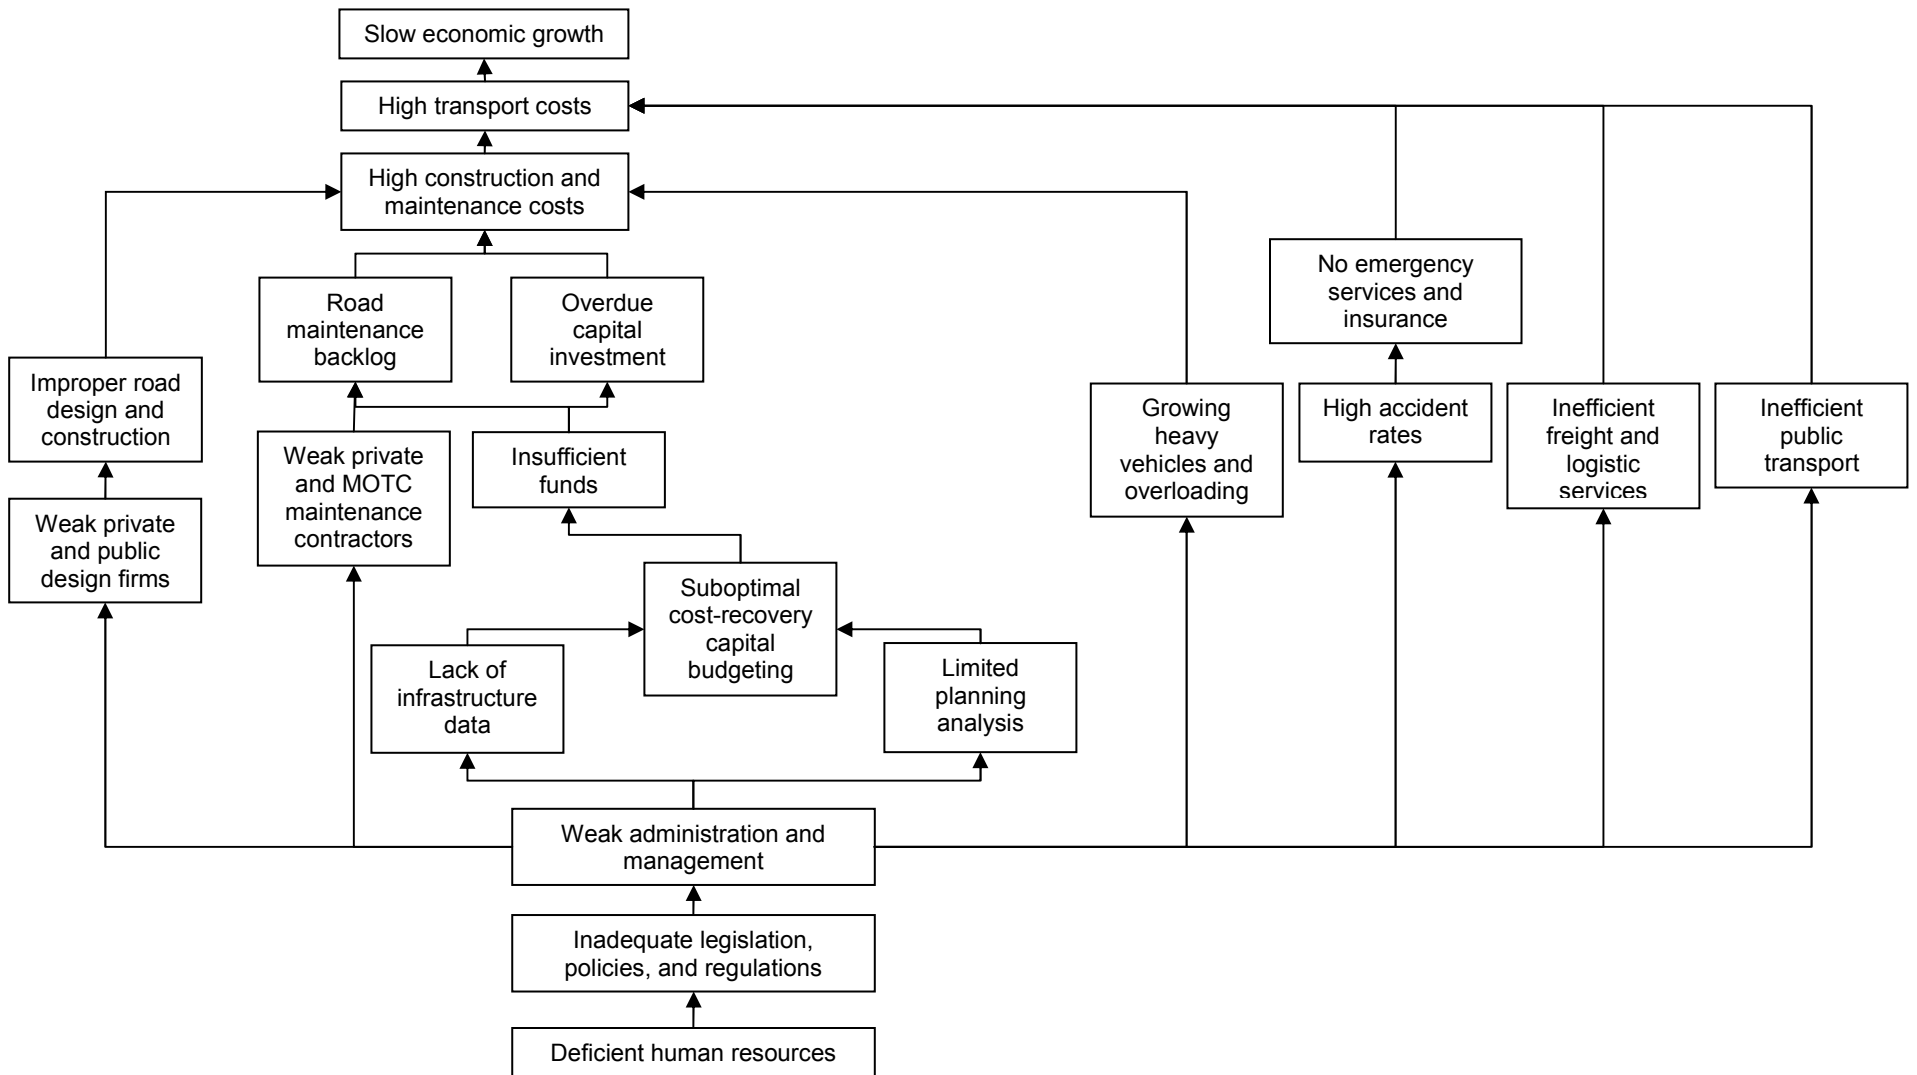 Slow economic growth
High transport costs
High construction and
maintenance costs
No emergency
services and
insurance
Road
maintenance
backlog
Overdue
capital
investment
Improper road
design and
construction
Growing
heavy
vehicles and
overloading
High accident
rates
Inefficient
freight and
logistic
services
Inefficient
public
transport
Weak private
and MOTC
maintenance
contractors
Insufficient
funds
Weak private
and public
design firms
Suboptimal
cost-recovery
capital
budgeting
Lack of
infrastructure
data
Limited
planning
analysis
Weak administration and
management
Inadequate legislation,
policies, and regulations
Deficient human resources